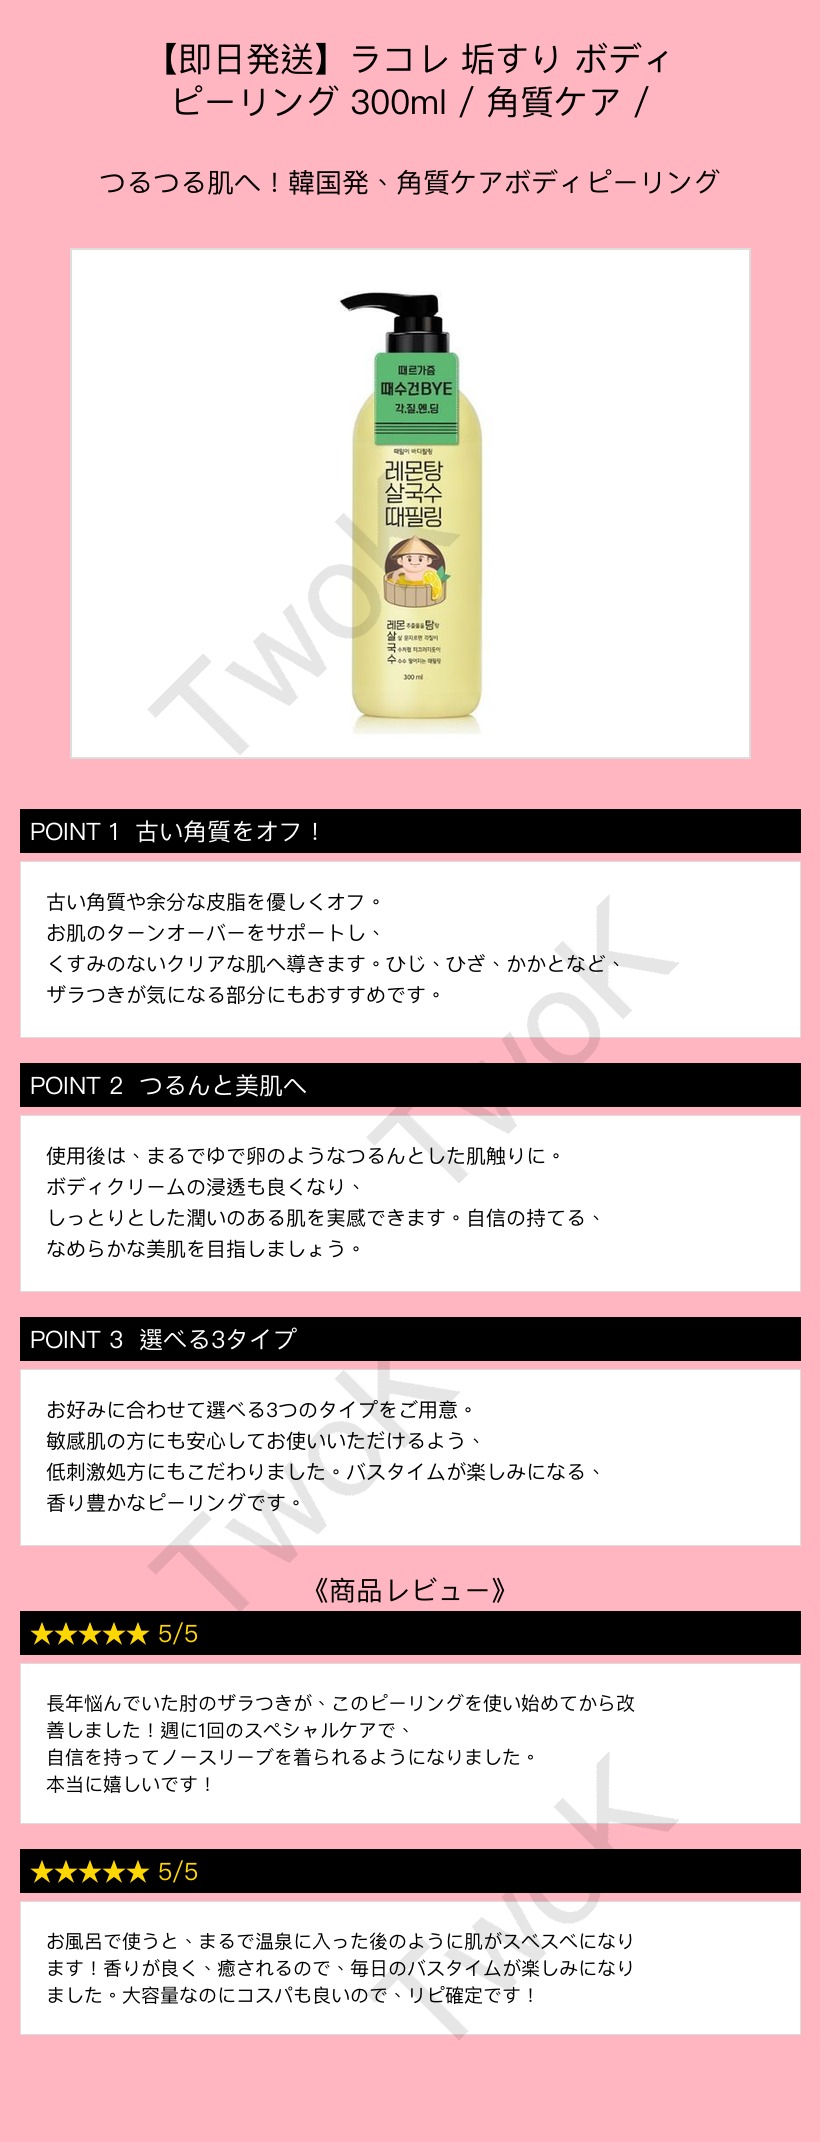 【即日発送】ラコレ 垢すり ボディ
ピーリング 300ml / 角質ケア /
つるつる肌へ！韓国発、角質ケアボディピーリング
때르가즘
때수건BYE
각.질.엔.딩
때밀이 바디필링
레몬탕
살국수
때필링
레몬 추출물을 탕탕
살살 문지르면 각질이
국수처럼 피크러지듯이
수수 떨어지는 때필링
300 ml
TwoK
POINT 1 古い角質をオフ！
古い角質や余分な皮脂を優しくオフ。
お肌のターンオーバーをサポートし、
くすみのないクリアな肌へ導きます。ひじ、ひざ、かかとなど、
ザラつきが気になる部分にもおすすめです。
TwoK
POINT 2 つるんと美肌へ
使用後は、まるでゆで卵のようなつるんとした肌触りに。
ボディクリームの浸透も良くなり、
しっとりとした潤いのある肌を実感できます。自信の持てる、
なめらかな美肌を目指しましょう。
POINT 3 選べる3タイプ
お好みに合わせて選べる3つのタイプをご用意。
敏感肌の方にも安心してお使いいただけるよう、
低刺激処方にもこだわりました。バスタイムが楽しみになる、
香り豊かなピーリングです。
TwoK
《商品レビュー》
★★★★★ 5/5
長年悩んでいた肘のザラつきが、このピーリングを使い始めてから改
善しました！週に1回のスペシャルケアで、
自信を持ってノースリーブを着られるようになりました。
本当に嬉しいです！
★★★★★ 5/5
お風呂で使うと、まるで温泉に入った後のように肌がスベスベになり
ます！香りが良く、癒されるので、毎日のバスタイムが楽しみになり
ました。大容量なのにコスパも良いので、リピ確定です！
TwoK